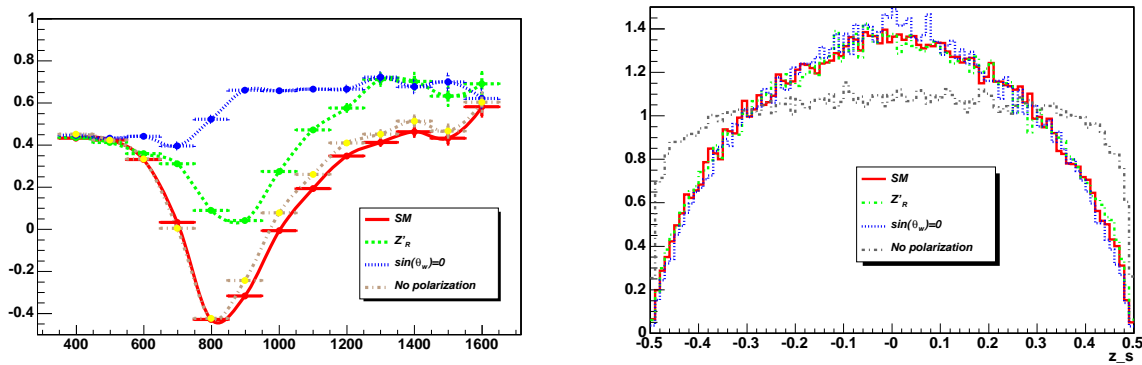 1
0.8
0.6
0.4
0.2
0
-0.2
-0.4
400 600 800 1000 1200 1400 1600
SM
Z'R
sin(θw)=0
No polarization
1.4
1.2
1
0.8
0.6
0.4
0.2
0
-0.5 -0.4 -0.3 -0.2 -0.1 -0 0.1 0.2 0.3 0.4 0.5
z_s
SM
Z'R
sin(θw)=0
No polarization